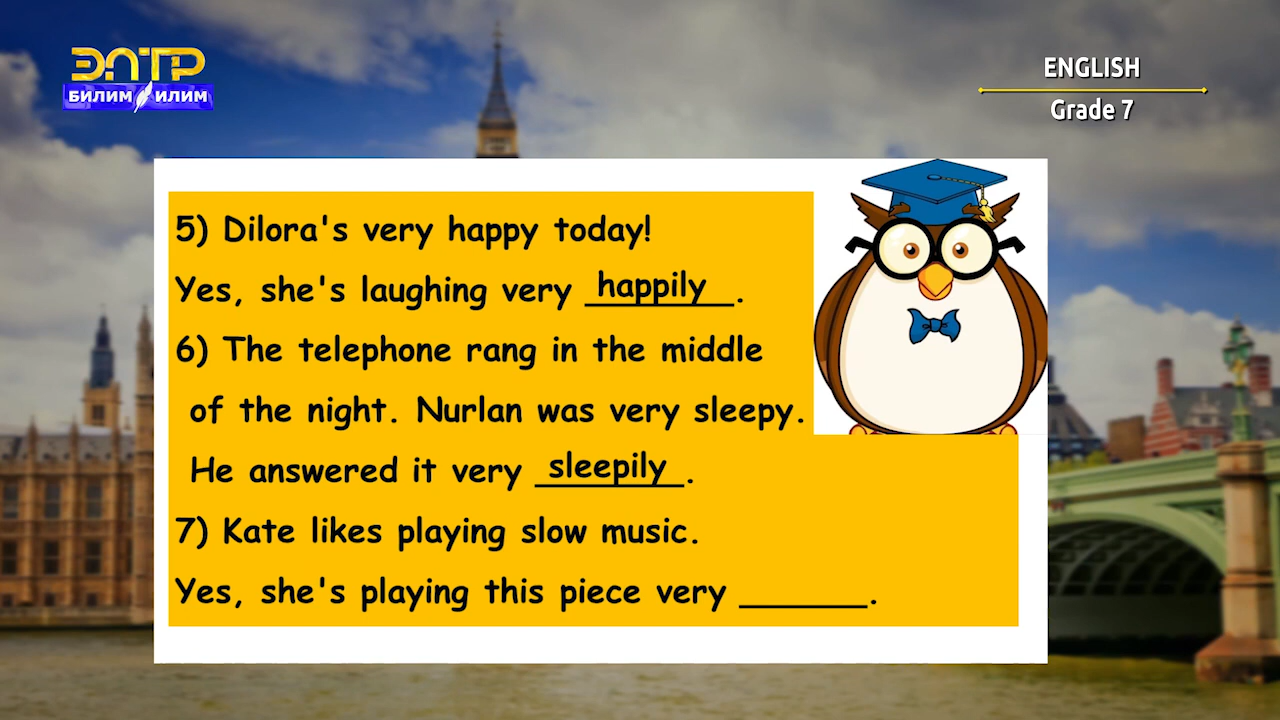 ЭЛТР
БИЛИМ ИЛИМ
ENGLISH
Grade 7
5) Dilora's very happy today!
Yes, she's laughing very happily.
6) The telephone rang in the middle
of the night. Nurlan was very sleepy.
He answered it very sleepily.
7) Kate likes playing slow music.
Yes, she's playing this piece very ______.